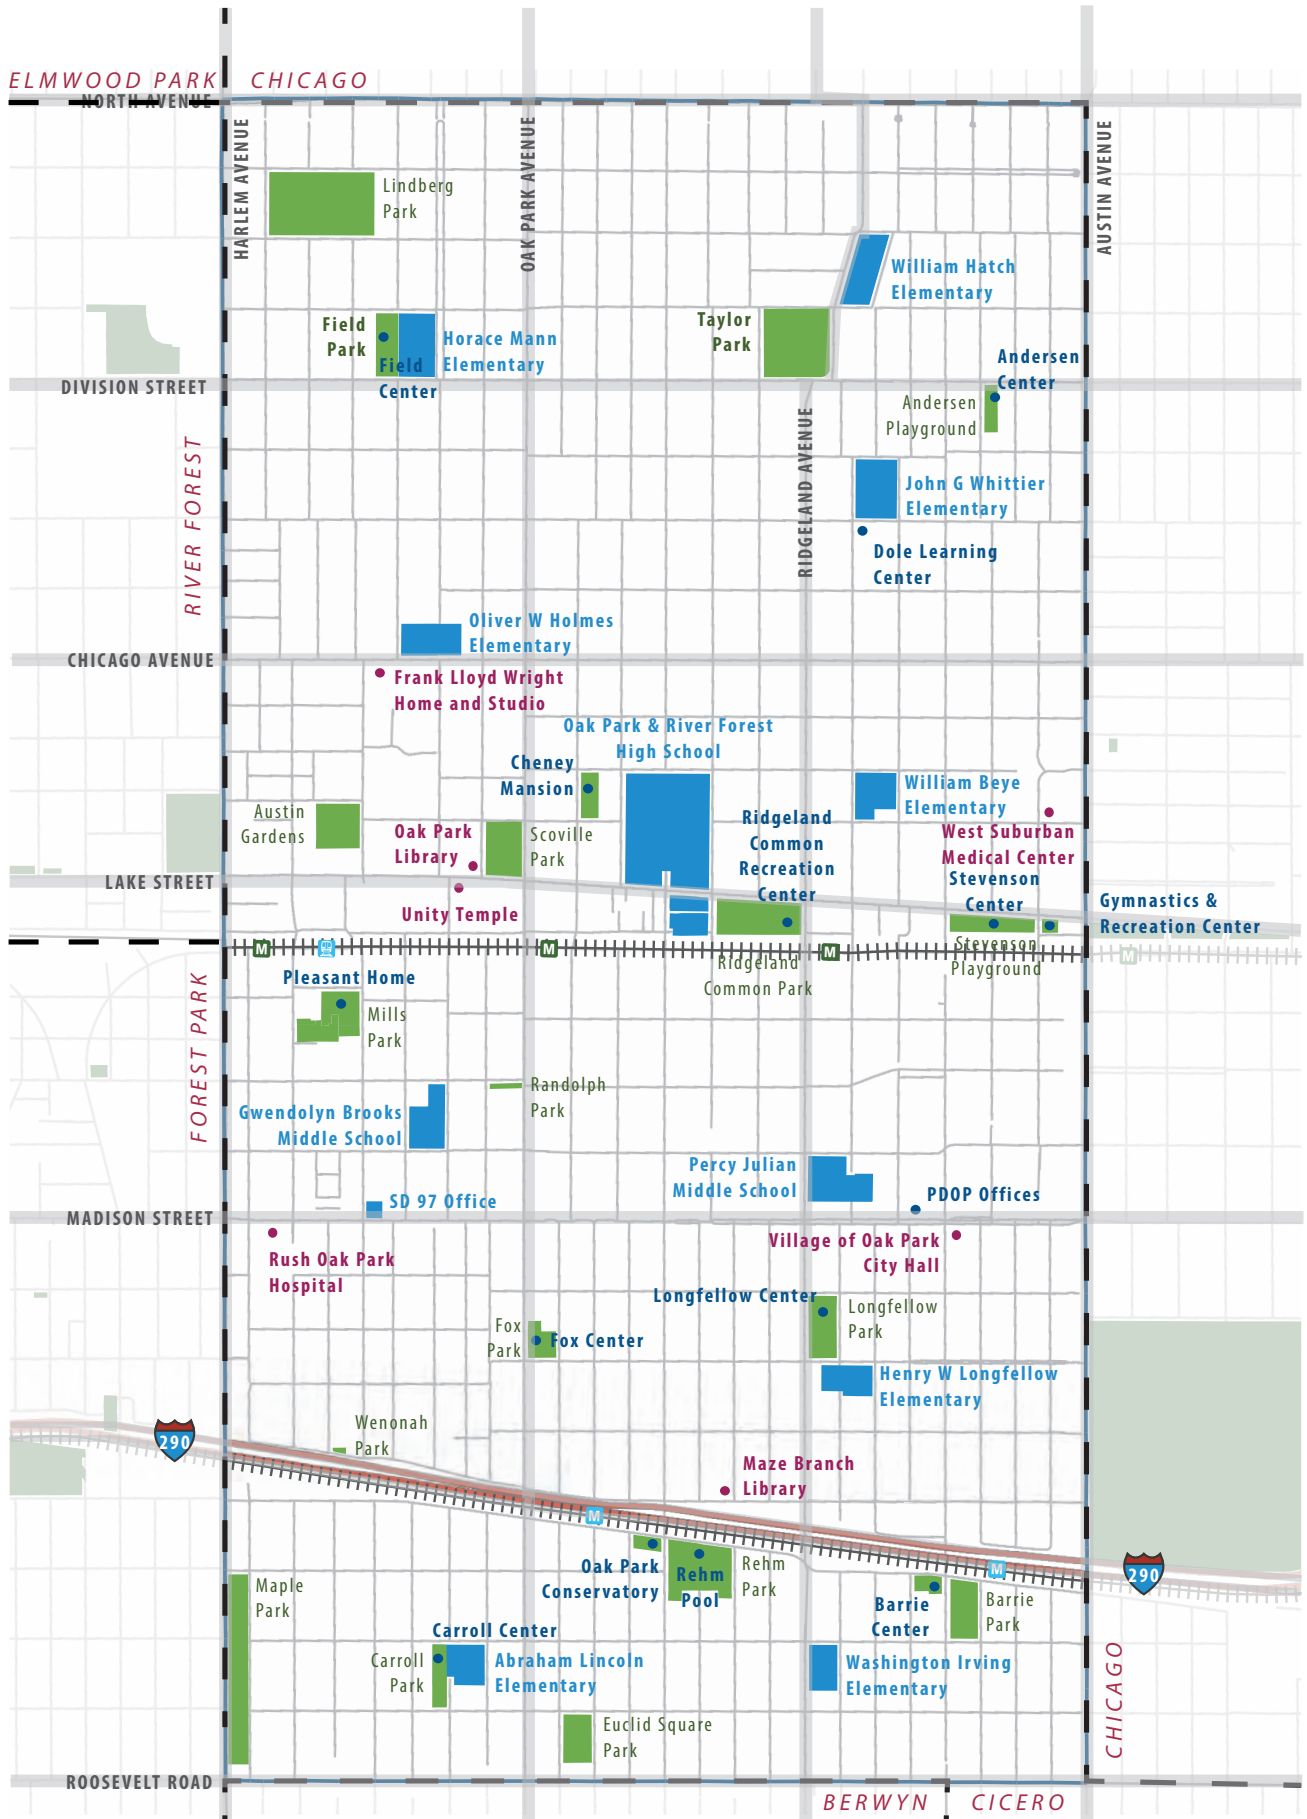 ELMWOOD PARK
CHICAGO
NORTH AVENUE
HARLEM AVENUE
OAK PARK AVENUE
AUSTIN AVENUE
Lindberg
Park
William Hatch
Elementary
Field
Park
Horace Mann
Elementary
Field
Center
Taylor
Park
Andersen
Center
DIVISION STREET
Andersen
Playground
RIDGELAND AVENUE
RIVER FOREST
John G Whittier
Elementary
Dole Learning
Center
Oliver W Holmes
Elementary
CHICAGO AVENUE
Frank Lloyd Wright
Home and Studio
Oak Park & River Forest
High School
Cheney
Mansion
William Beye
Elementary
Austin
Gardens
Oak Park
Library
Scoville
Park
Ridgeland
Common
Recreation
Center
West Suburban
Medical Center
Stevenson
Center
LAKE STREET
Unity Temple
Gymnastics &
Recreation Center
M
M
M
M
Stevenson
Playground
Ridgeland
Common Park
Pleasant Home
Mills
Park
FOREST PARK
Randolph
Park
Gwendolyn Brooks
Middle School
Percy Julian
Middle School
SD 97 Office
PDOP Offices
MADISON STREET
Rush Oak Park
Hospital
Village of Oak Park
City Hall
Longfellow Center
Longfellow
Park
Fox
Park
Fox Center
Henry W Longfellow
Elementary
Wenonah
Park
290
Maze Branch
Library
M
M
290
Oak Park
Conservatory
Rehm
Pool
Rehm
Park
Maple
Park
Barrie
Center
Barrie
Park
Carroll Center
Carroll
Park
Abraham Lincoln
Elementary
Washington Irving
Elementary
CHICAGO
Euclid Square
Park
ROOSEVELT ROAD
BERWYN
CICERO